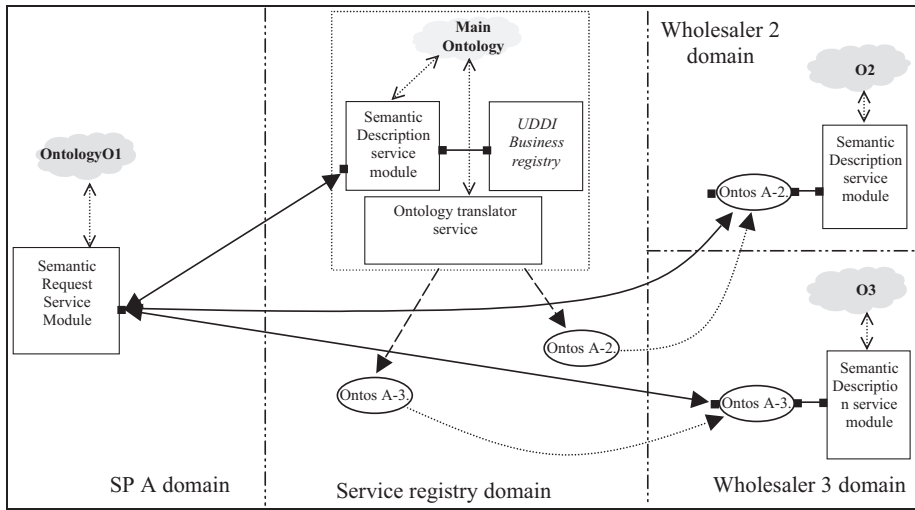 Main
Ontology
Wholesaler 2
domain
O2
OntologyO1
Semantic
Description
service
module
UDDI
Business
registry
Semantic
Description
service
module
Ontos A-2.
Ontology translator
service
Semantic
Request
Service
Module
O3
Ontos A-2.
Semantic
Descriptio
n service
module
Ontos A-3.
Ontos A-3.
SP A domain
Service registry domain
Wholesaler 3 domain